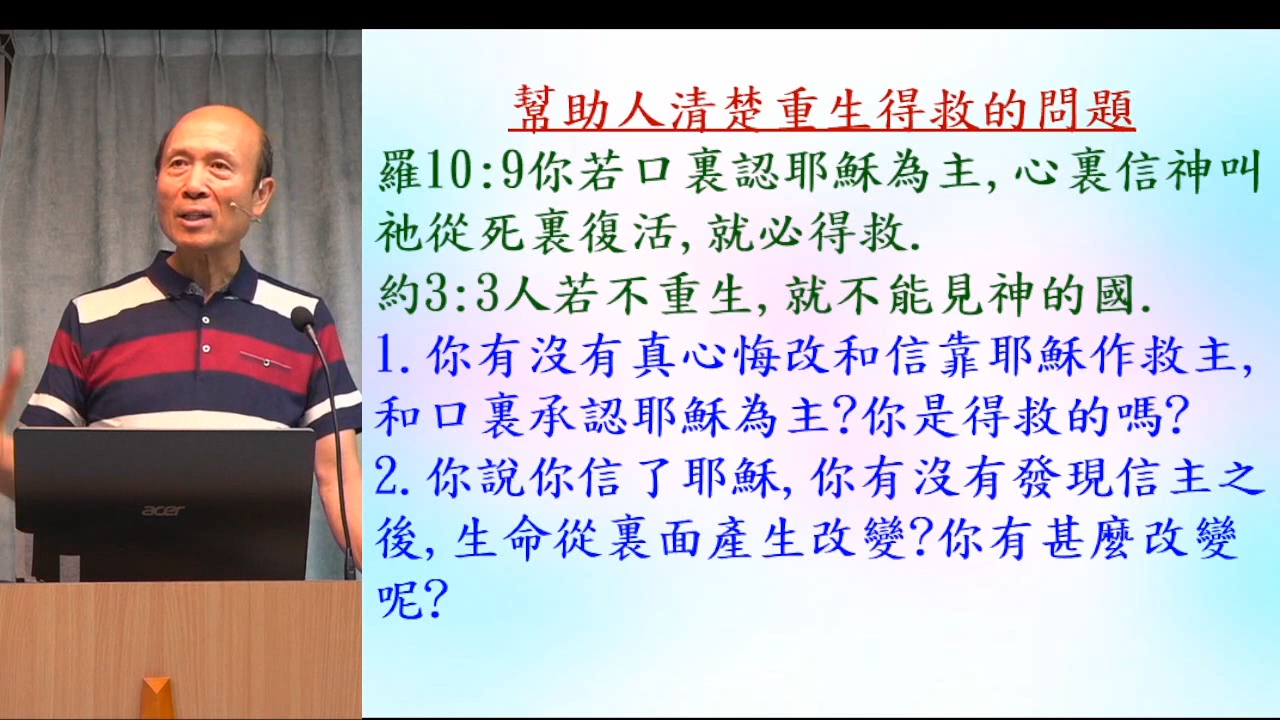 幫助人清楚重生得救的問題
羅10:9你若口裏認耶穌為主,心裏信神叫
祂從死裏復活,就必得救.
約3:3人若不重生,就不能見神的國.
1.你有沒有真心悔改和信靠耶穌作救主,
和口裏承認耶穌為主?你是得救的嗎?
2.你說你信了耶穌,你有沒有發現信主之
後,生命從裏面產生改變?你有甚麼改變
呢?
acer